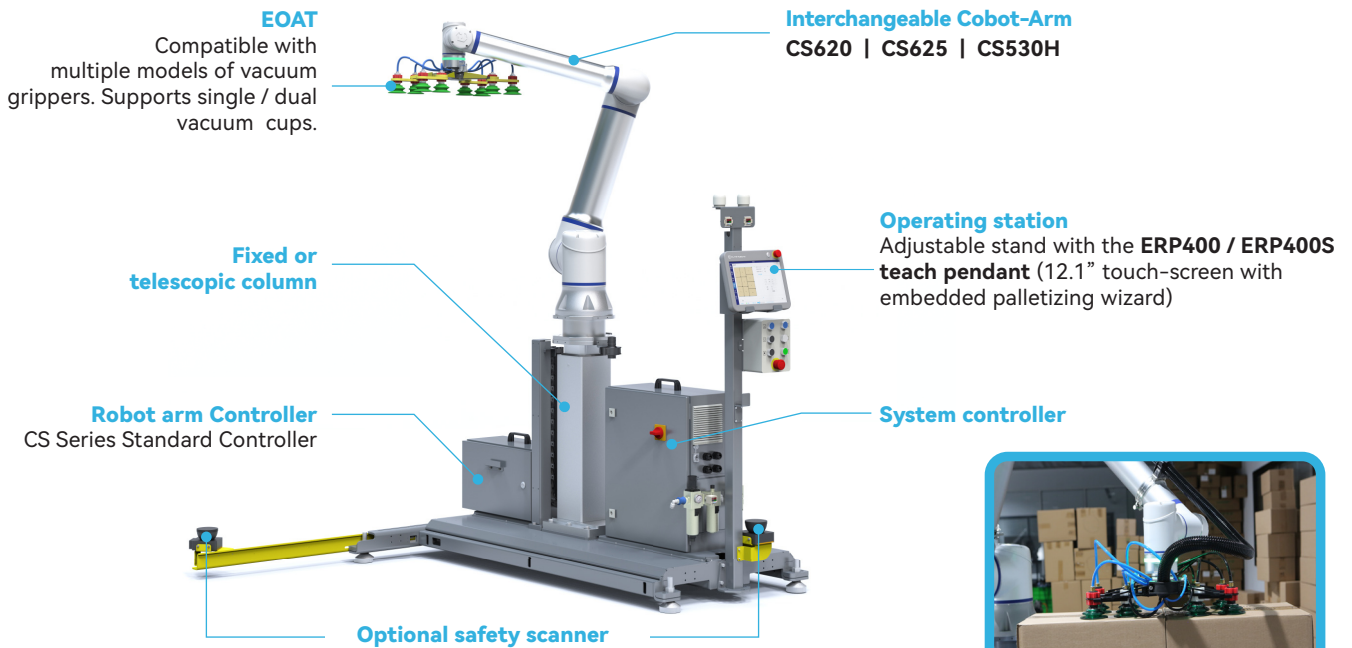 EOAT
Compatible with
multiple models of vacuum
grippers. Supports single / dual
vacuum cups.
Interchangeable Cobot-Arm
CS620 | CS625 | CS530H
Operating station
Adjustable stand with the ERP400 / ERP400S
teach pendant (12.1” touch-screen with
embedded palletizing wizard)
Fixed or
telescopic column
Robot arm Controller
CS Series Standard Controller
System controller
Optional safety scanner